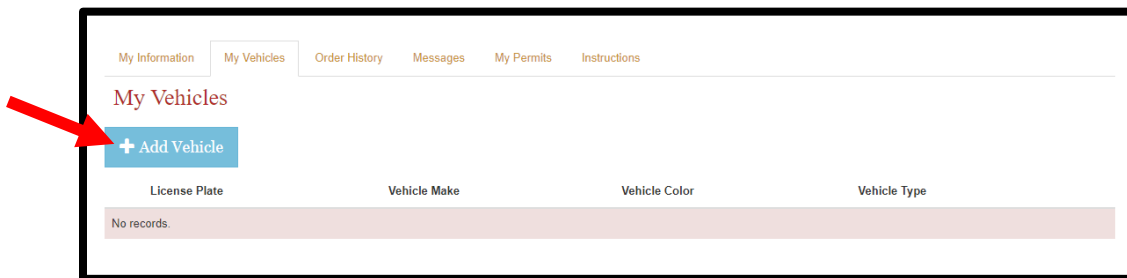 My Information My Vehicles Order History Messages My Permits Instructions
My Vehicles
Add Vehicle
License Plate Vehicle Make Vehicle Color Vehicle Type
No records.